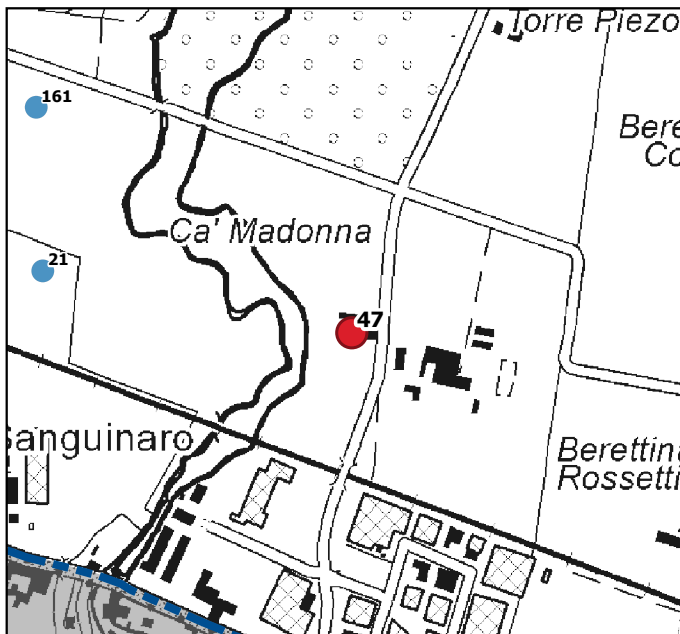 Torre Piezo
161
Bere
Co
Ca' Madonna
21
47
Sanguinaro
Berettina
Rossetti